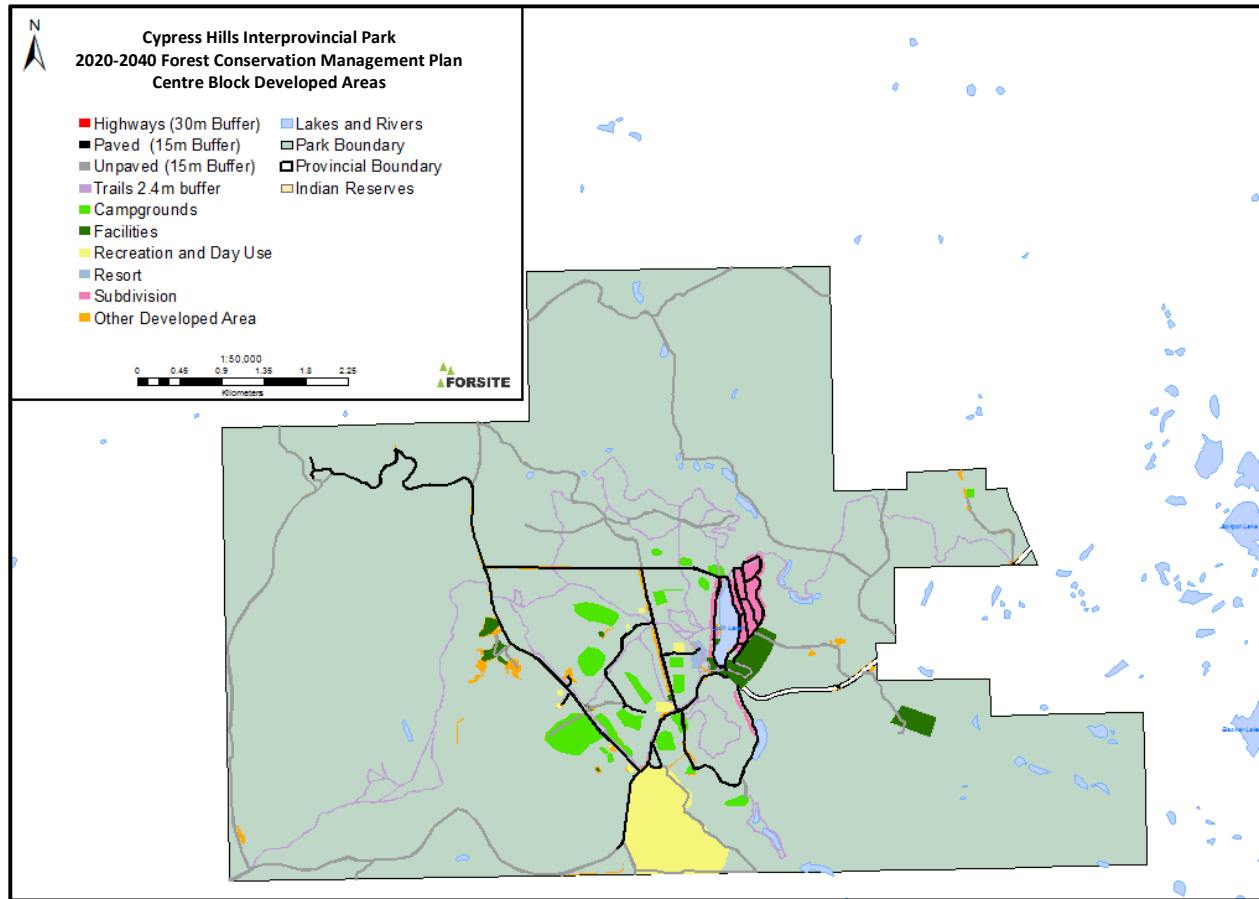 N
Cypress Hills Interprovincial Park
2020-2040 Forest Conservation Management Plan
Centre Block Developed Areas
Highways (30m Buffer)
Paved (15m Buffer)
Unpaved (15m Buffer)
Trails 2.4m buffer
Campgrounds
Facilities
Recreation and Day Use
Resort
Subdivision
Other Developed Area
Lakes and Rivers
Park Boundary
Provincial Boundary
Indian Reserves
1:50,000
0 0.45 0.9 1.35 1.8 2.25
Kilometers
FORSITE
Lake
Lake
Lake